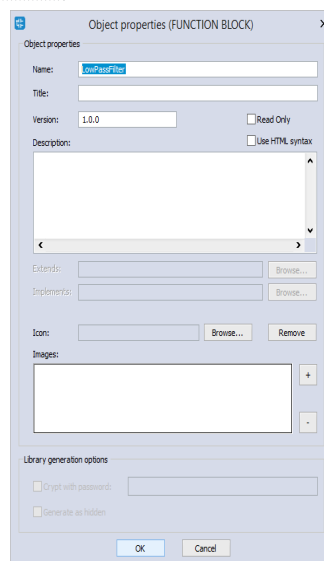 Object properties (FUNCTION BLOCK)
Object properties
Name: LowPassFilter
Title:
Version: 1.0.0 Read Only
Description: Use HTML syntax
Extends: Browse...
Implements: Browse...
Icon: Browse... Remove
Images:
+
-
Library generation options
Crypt with password:
Generate as hidden
OK Cancel